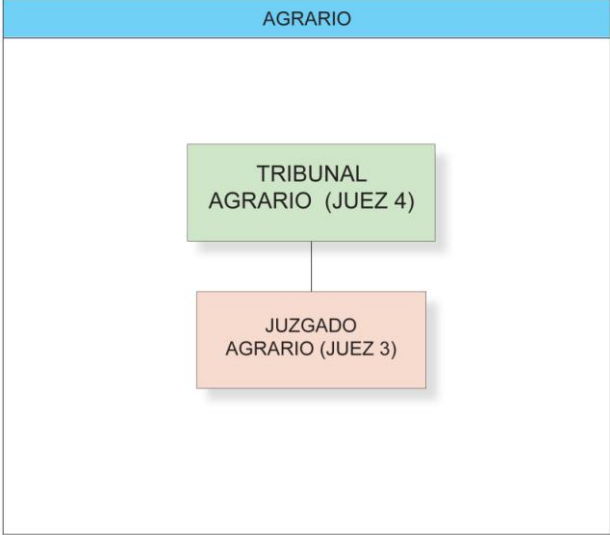 AGRARIO
TRIBUNAL
AGRARIO (JUEZ 4)
JUZGADO
AGRARIO (JUEZ 3)